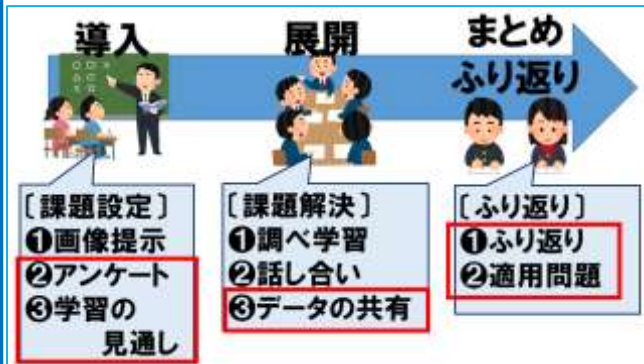 導入
展開
まとめ
ふり返り
〔課題設定〕
❶画像提示
❷アンケート
❸学習の
見通し
〔課題解決〕
❶調べ学習
❷話し合い
❸データの共有
〔ふり返り〕
❶ふり返り
❷適用問題